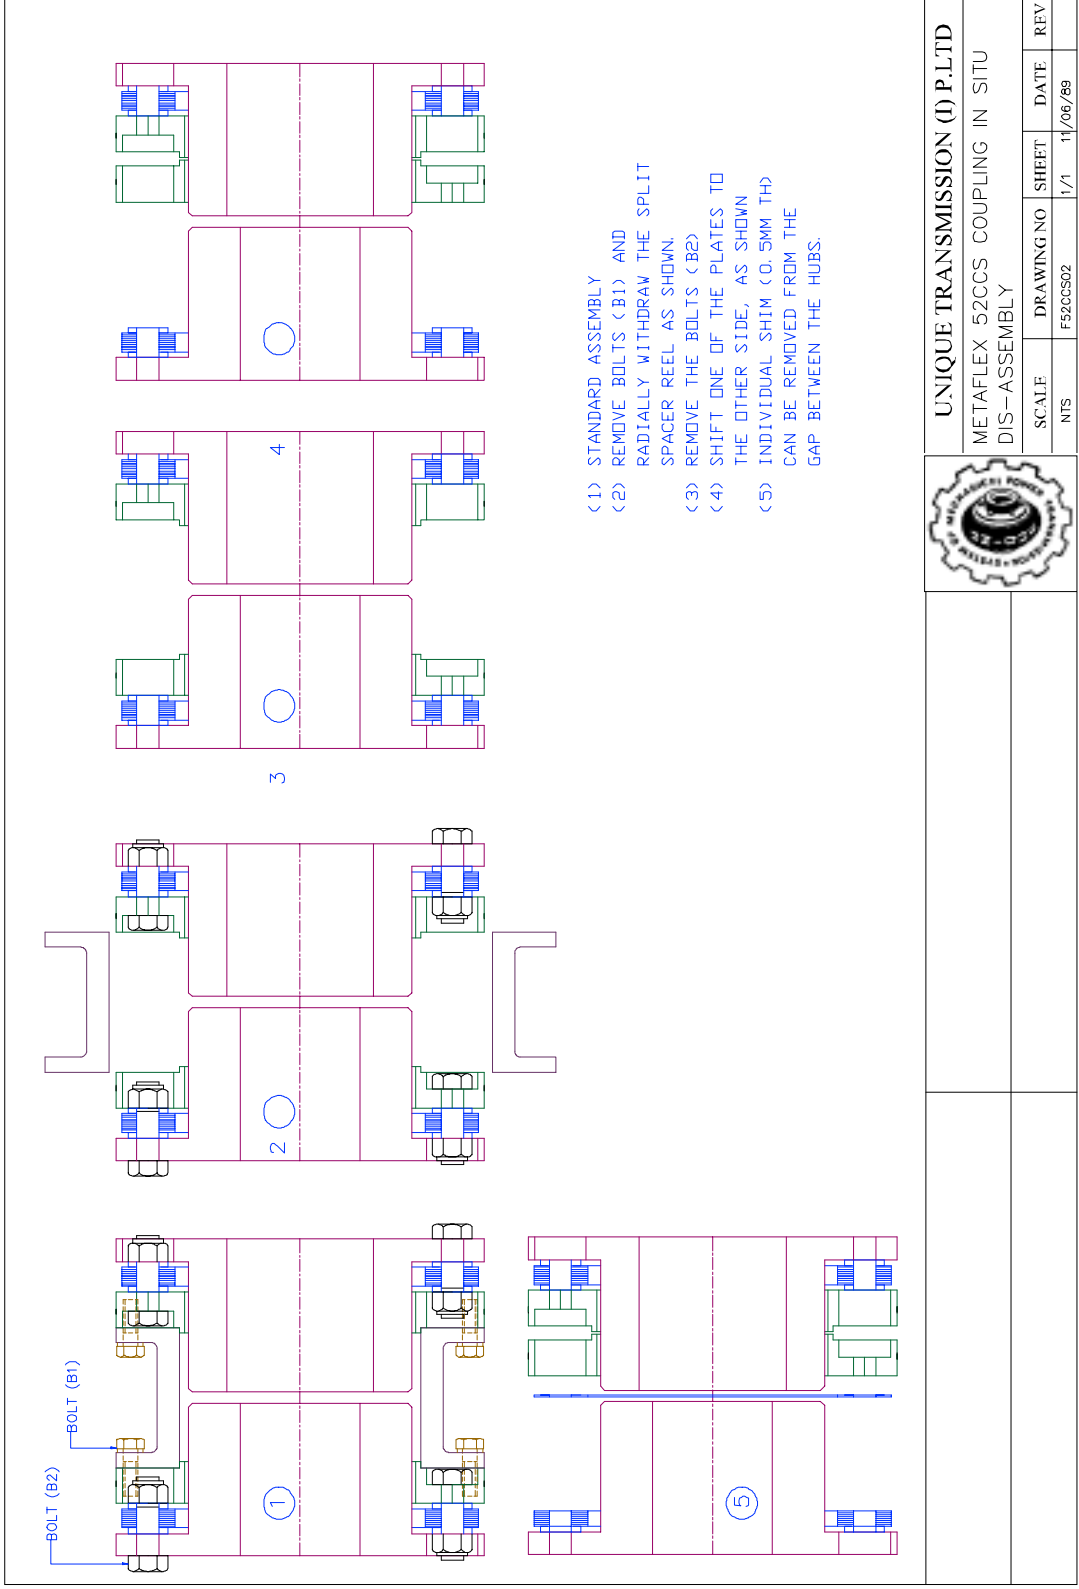 BOLT (B2)
BOLT (B1)
1
2
3
4
5
(1) STANDARD ASSEMBLY
(2) REMOVE BOLTS (B1) AND
RADIALLY WITHDRAW THE SPLIT
SPACER REEL AS SHOWN.
(3) REMOVE THE BOLTS (B2)
(4) SHIFT ONE OF THE PLATES TO
THE OTHER SIDE, AS SHOWN
(5) INDIVIDUAL SHIM (0.5MM TH)
CAN BE REMOVED FROM THE
GAP BETWEEN THE HUBS.
UNIQUE TRANSMISSION (I) P.LTD
METAFLEX 52CCS COUPLING IN SITU
DIS-ASSEMBLY
SCALE DRAWING NO SHEET DATE REV
NTS F52CCS02 1/1 11/06/89